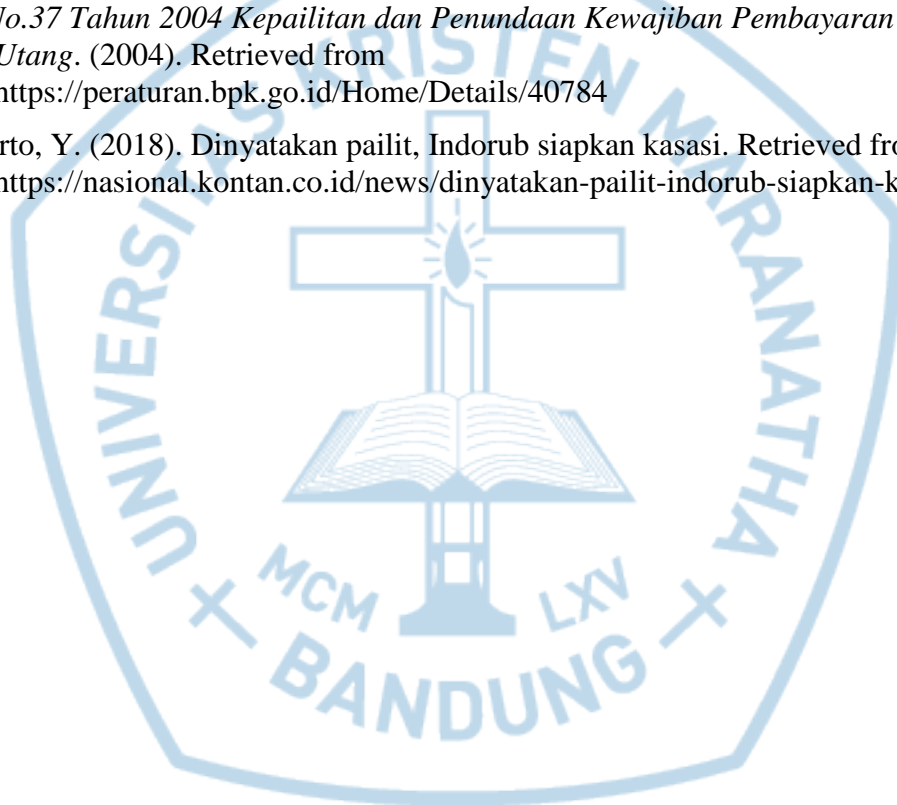 No.37 Tahun 2004 Kepailitan dan Penundaan Kewajiban Pembayaran
Utang. (2004). Retrieved from
https://peraturan.bpk.go.id/Home/Details/40784
rto, Y. (2018). Dinyatakan pailit, Indorub siapkan kasasi. Retrieved fro
https://nasional.kontan.co.id/news/dinyatakan-pailit-indorub-siapkan-k
UNIVERSITAS KRISTEN MARANATHA
MCM LXV
BANDUNG